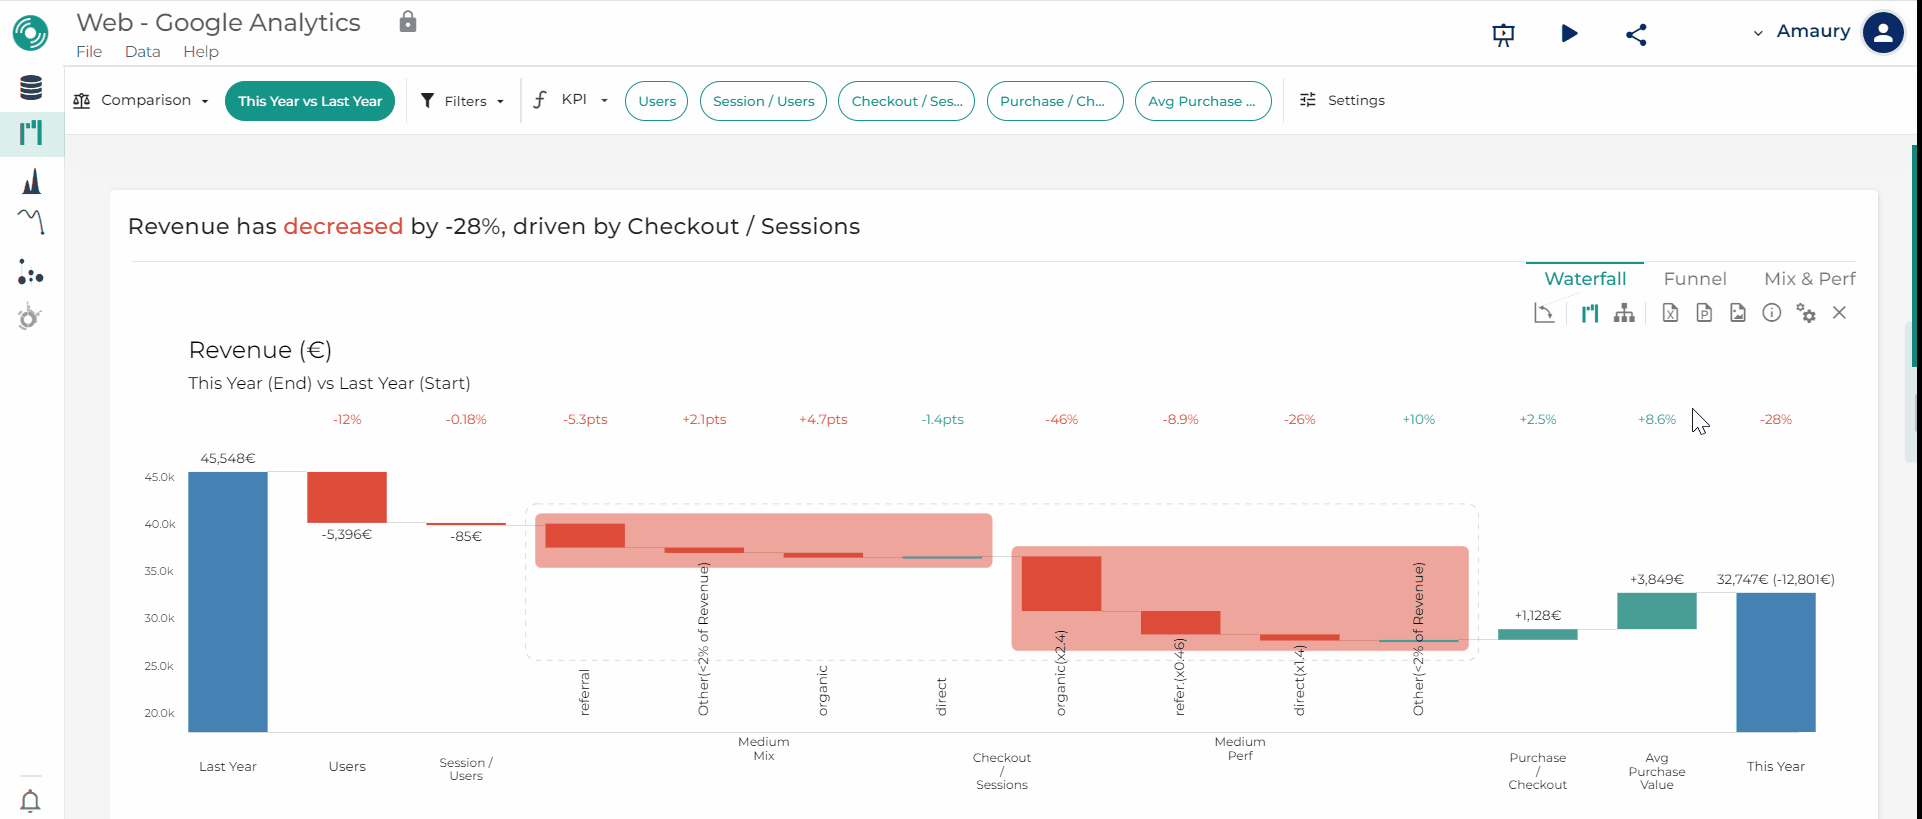 Web - Google Analytics
File Data Help
Amaury
Comparison
This Year vs Last Year
Filters
KPI
Users
Session / Users
Checkout / Ses...
Purchase / Ch...
Avg Purchase ...
Settings
Revenue has decreased by -28%, driven by Checkout / Sessions
Waterfall Funnel Mix & Perf
Revenue (€)
This Year (End) vs Last Year (Start)
-12% -0.18% -5.3pts +2.1pts +4.7pts -1.4pts -46% -8.9% -26% +10% +2.5% +8.6% -28%
45,548€
45.0k
40.0k
35.0k
30.0k
25.0k
20.0k
-5,396€
-85€
+1,128€
+3,849€
32,747€ (-12,801€)
referral
Other(<2% of Revenue)
organic
direct
organic(x2.4)
refer.(x0.46)
direct(x1.4)
Other(<2% of Revenue)
Medium
Mix
Medium
Perf
Last Year
Users
Session /
Users
Checkout
/
Sessions
Purchase
/
Checkout
Avg
Purchase
Value
This Year